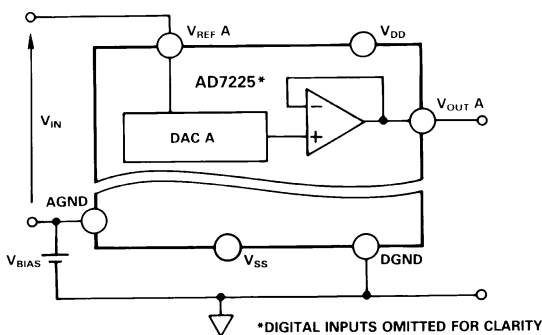 V_REF A
V_DD
AD7225*
V_OUT A
V_IN
DAC A
−
+
AGND
V_BIAS
V_SS
DGND
*DIGITAL INPUTS OMITTED FOR CLARITY